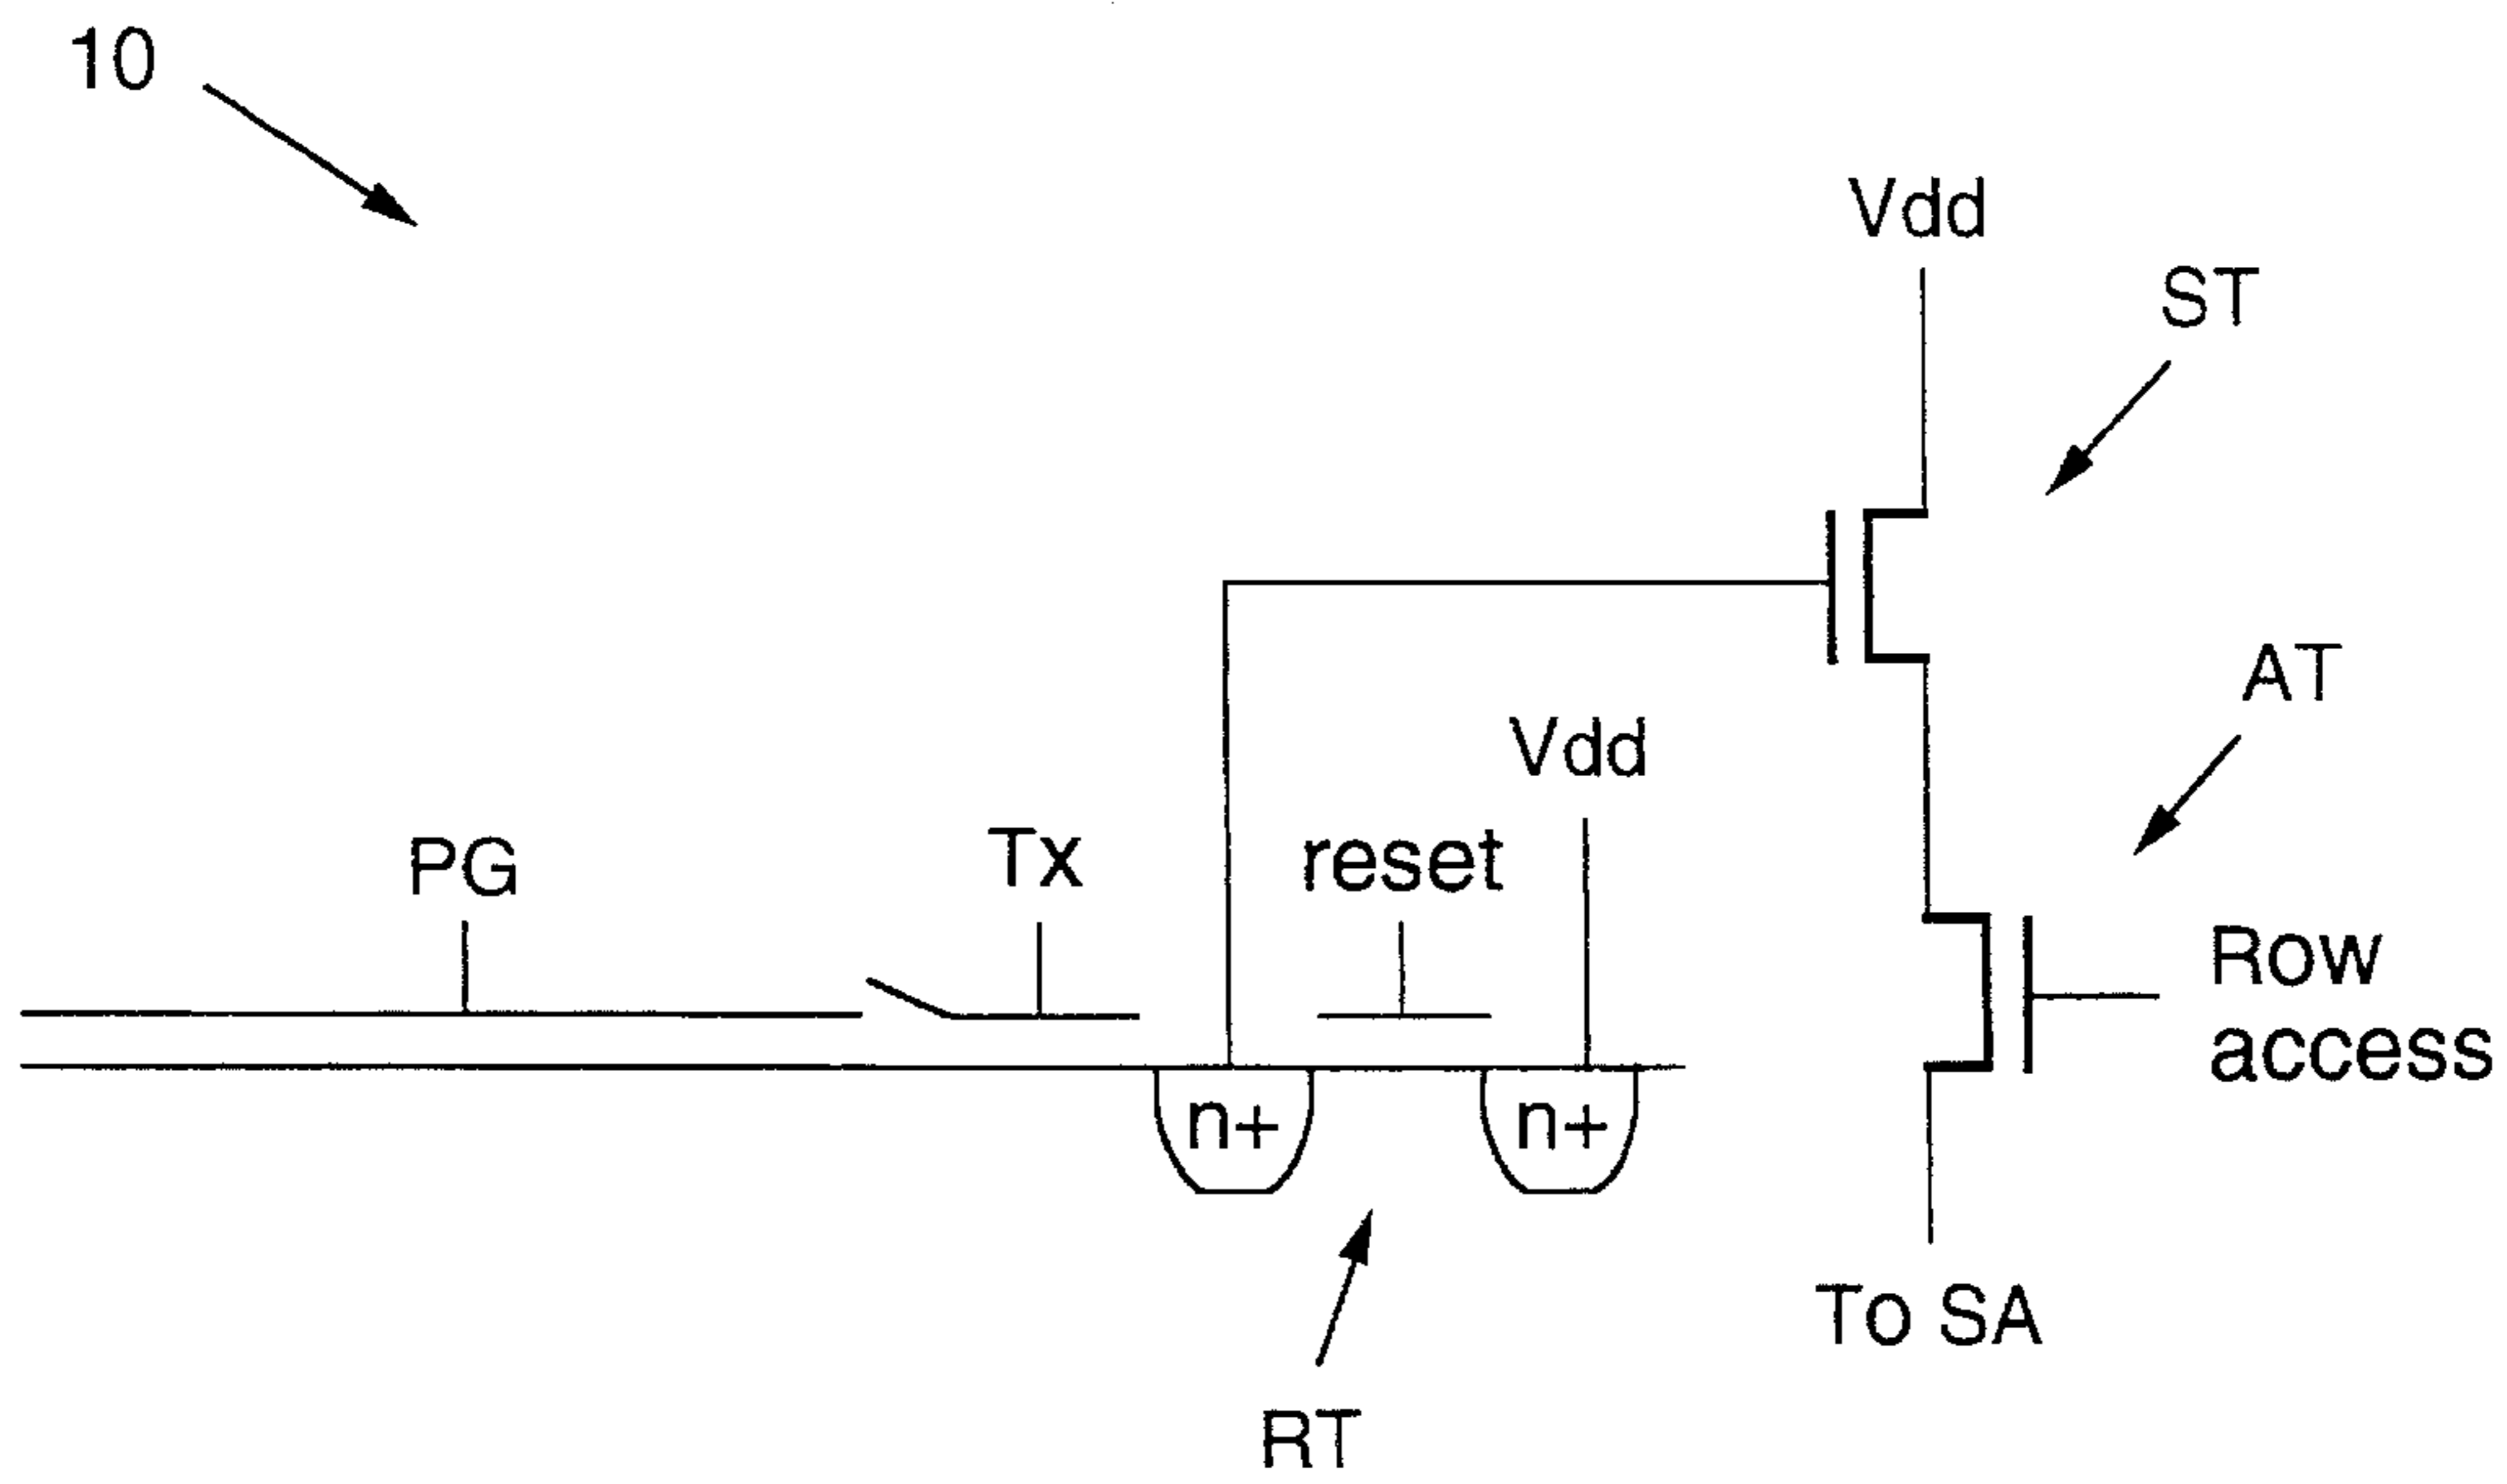 10
Vdd
ST
AT
Vdd
PG
Tx
reset
Row
access
n+
n+
To SA
RT